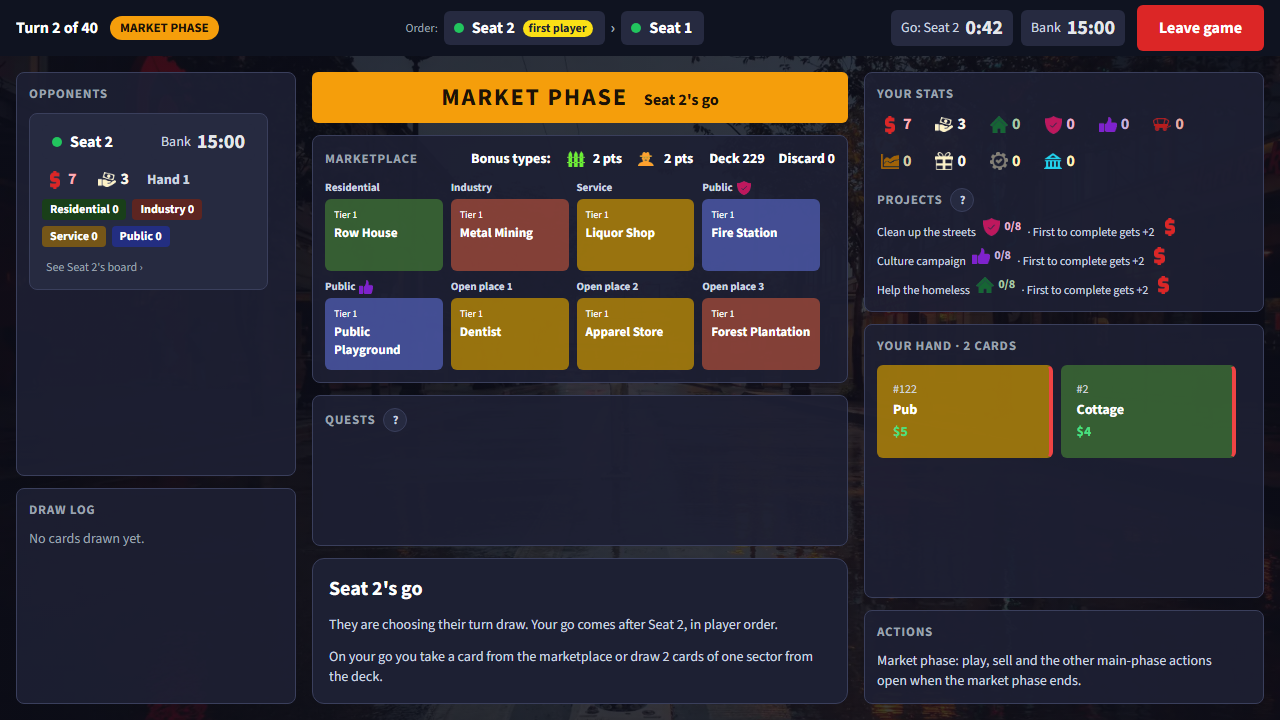 Turn 2 of 40 MARKET PHASE
Order: Seat 2 first player › Seat 1
Go: Seat 2 0:42 Bank 15:00 Leave game
OPPONENTS
Seat 2 Bank 15:00
7 3 Hand 1
Residential 0 Industry 0
Service 0 Public 0
See Seat 2's board ›
DRAW LOG
No cards drawn yet.
MARKET PHASE Seat 2's go
MARKETPLACE Bonus types: 2 pts 2 pts Deck 229 Discard 0
Residential Industry Service Public
Tier 1 Tier 1 Tier 1 Tier 1
Row House Metal Mining Liquor Shop Fire Station
Public Open place 1 Open place 2 Open place 3
Tier 1 Tier 1 Tier 1 Tier 1
Public Dentist Apparel Store Forest Plantation
Playground
QUESTS ?
Seat 2's go
They are choosing their turn draw. Your go comes after Seat 2, in player order.
On your go you take a card from the marketplace or draw 2 cards of one sector from
the deck.
YOUR STATS
7 3 0 0 0 0
0 0 0 0
PROJECTS ?
Clean up the streets 0/8 · First to complete gets +2
Culture campaign 0/8 · First to complete gets +2
Help the homeless 0/8 · First to complete gets +2
YOUR HAND · 2 CARDS
#122 #2
Pub Cottage
$5 $4
ACTIONS
Market phase: play, sell and the other main-phase actions
open when the market phase ends.